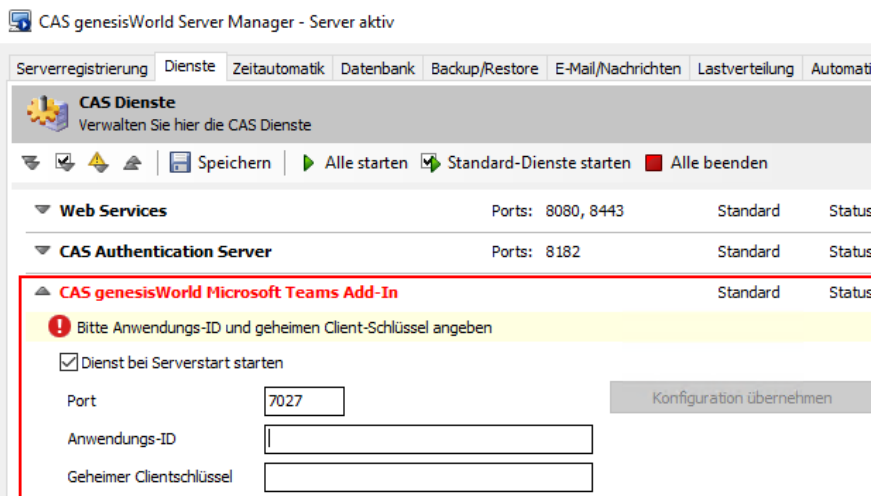 CAS genesisWorld Server Manager - Server aktiv
Serverregistrierung Dienste Zeitautomatik Datenbank Backup/Restore E-Mail/Nachrichten Lastverteilung Automati
CAS Dienste
Verwalten Sie hier die CAS Dienste
Speichern Alle starten Standard-Dienste starten Alle beenden
Web Services Ports: 8080, 8443 Standard Status
CAS Authentication Server Ports: 8182 Standard Status
CAS genesisWorld Microsoft Teams Add-In Standard Status
Bitte Anwendungs-ID und geheimen Client-Schlüssel angeben
Dienst bei Serverstart starten
Port 7027 Konfiguration übernehmen
Anwendungs-ID
Geheimer Clientschlüssel